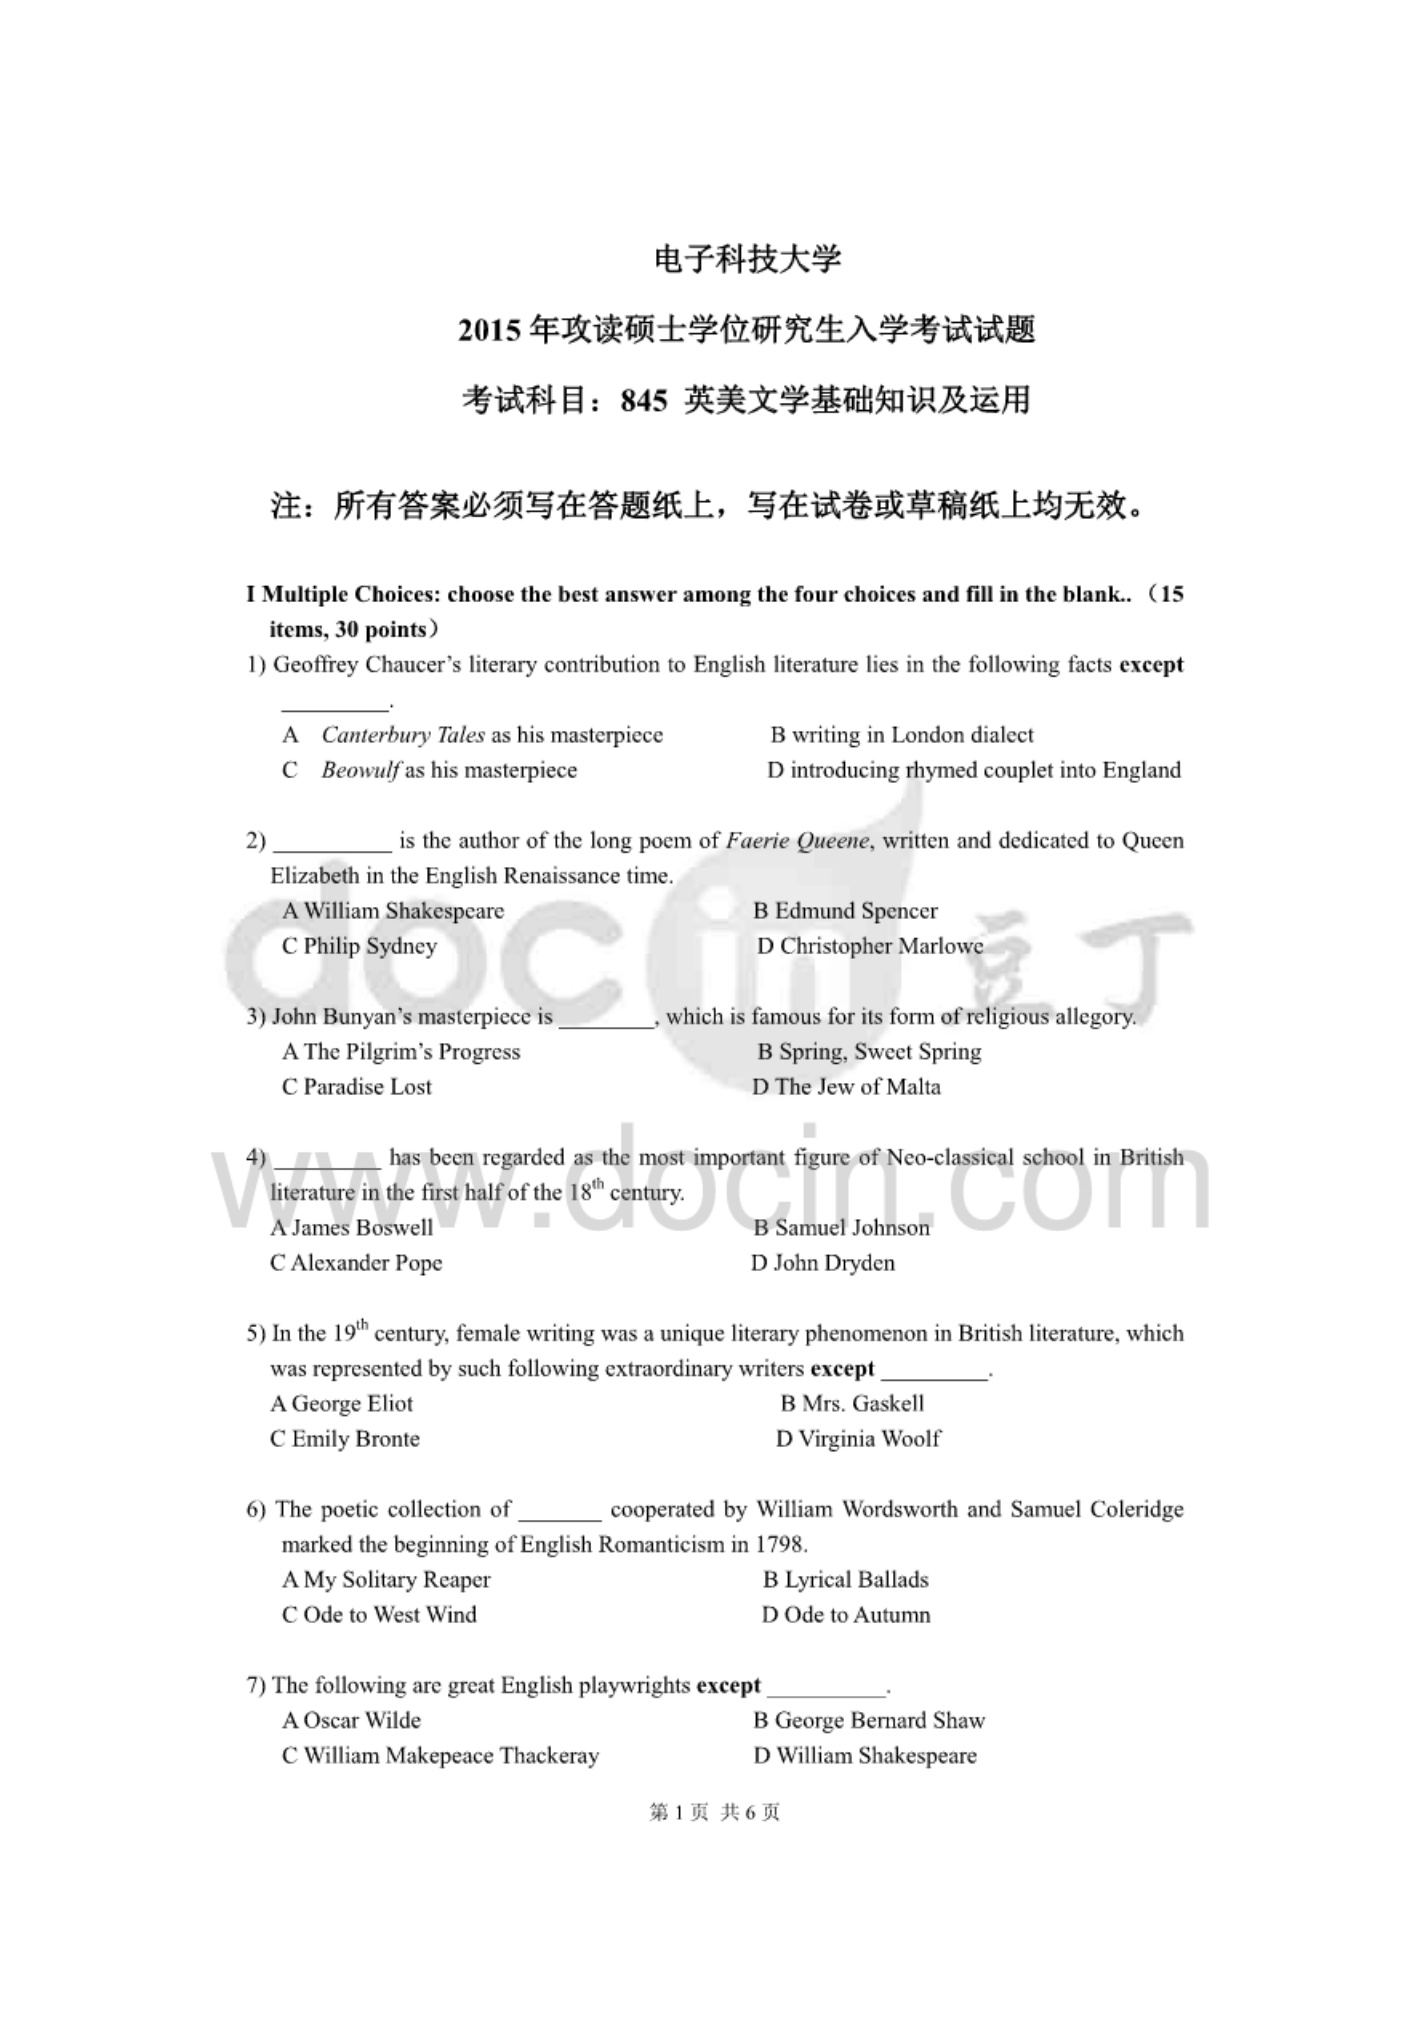 电子科技大学
2015 年攻读硕士学位研究生入学考试试题
考试科目：845 英美文学基础知识及运用
注：所有答案必须写在答题纸上，写在试卷或草稿纸上均无效。
I Multiple Choices: choose the best answer among the four choices and fill in the blank..（15
items, 30 points）
1) Geoffrey Chaucer's literary contribution to English literature lies in the following facts except
_________.
A Canterbury Tales as his masterpiece B writing in London dialect
C Beowulf as his masterpiece D introducing rhymed couplet into England
2) __________ is the author of the long poem of Faerie Queene, written and dedicated to Queen
Elizabeth in the English Renaissance time.
A William Shakespeare B Edmund Spencer
C Philip Sydney D Christopher Marlowe
docin 豆丁
3) John Bunyan's masterpiece is ________, which is famous for its form of religious allegory.
A The Pilgrim's Progress B Spring, Sweet Spring
C Paradise Lost D The Jew of Malta
www.docin.com
4) _________ has been regarded as the most important figure of Neo-classical school in British
literature in the first half of the 18th century.
A James Boswell B Samuel Johnson
C Alexander Pope D John Dryden
5) In the 19th century, female writing was a unique literary phenomenon in British literature, which
was represented by such following extraordinary writers except _________.
A George Eliot B Mrs. Gaskell
C Emily Bronte D Virginia Woolf
6) The poetic collection of _______ cooperated by William Wordsworth and Samuel Coleridge
marked the beginning of English Romanticism in 1798.
A My Solitary Reaper B Lyrical Ballads
C Ode to West Wind D Ode to Autumn
7) The following are great English playwrights except __________.
A Oscar Wilde B George Bernard Shaw
C William Makepeace Thackeray D William Shakespeare
第 1 页 共 6 页